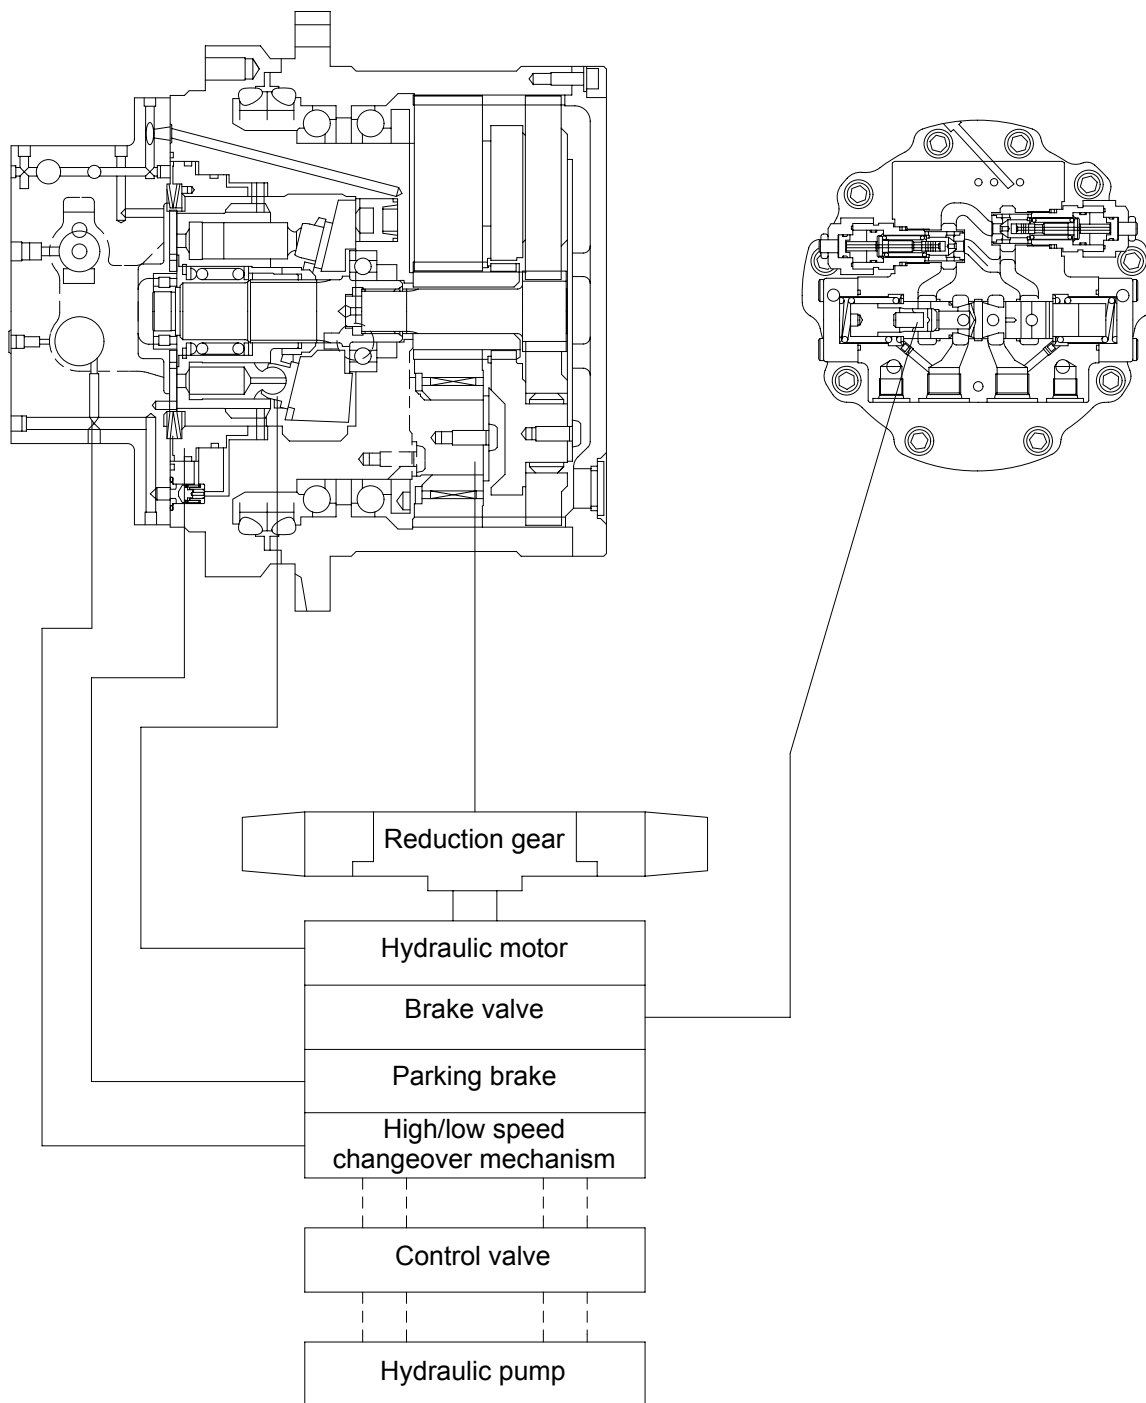 Reduction gear
Hydraulic motor
Brake valve
Parking brake
High/low speed
changeover mechanism
Control valve
Hydraulic pump